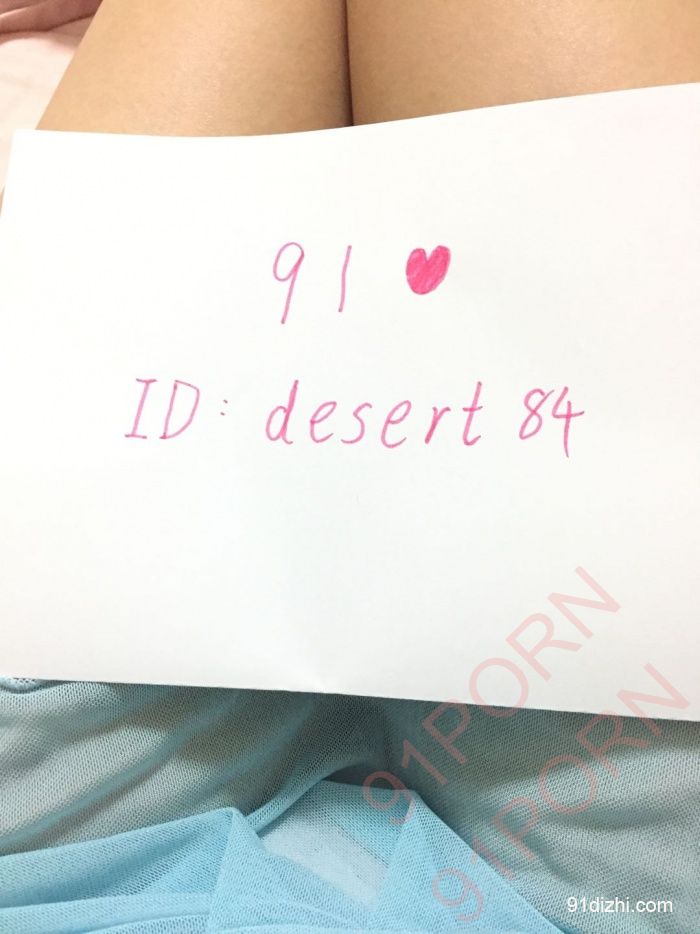 91 ♥
ID: desert 84
91PORN
91PORN
91dizhi.com